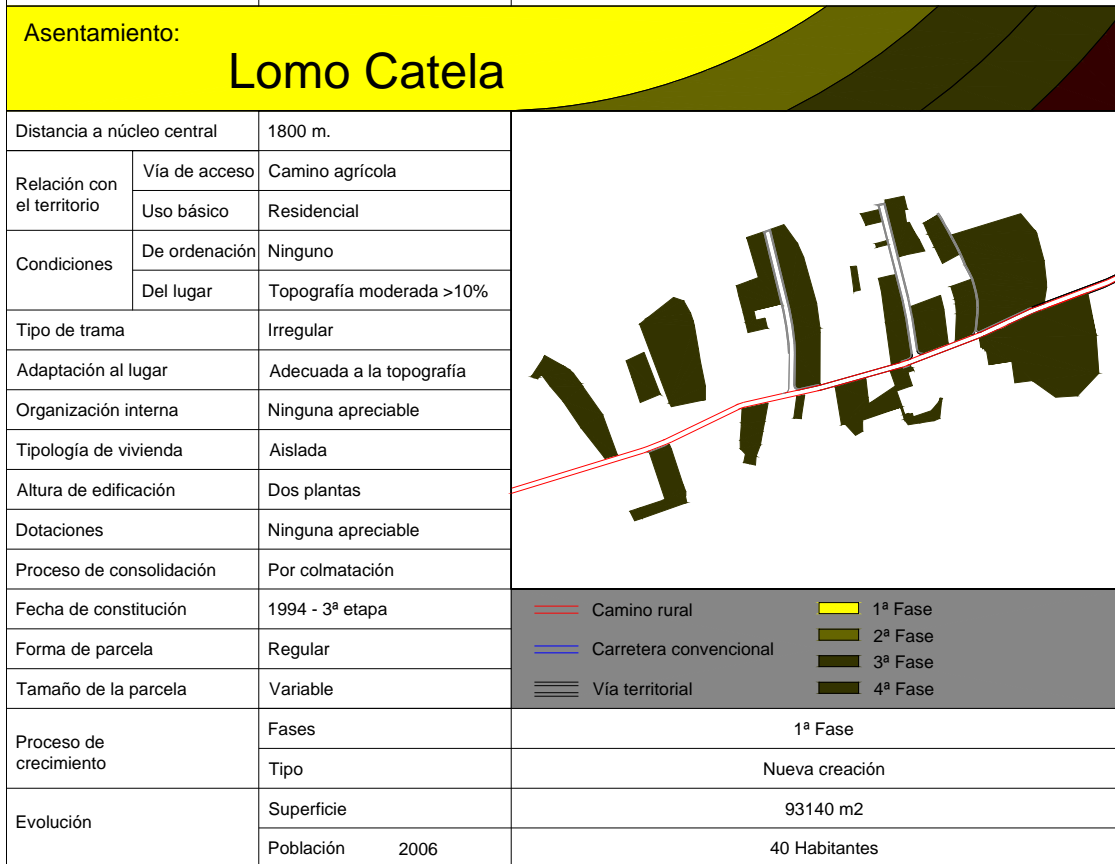 Asentamiento:
Lomo Catela
Distancia a núcleo central 1800 m.
Relación con el territorio Vía de acceso Camino agrícola
Uso básico Residencial
Condiciones De ordenación Ninguno
Del lugar Topografía moderada >10%
Tipo de trama Irregular
Adaptación al lugar Adecuada a la topografía
Organización interna Ninguna apreciable
Tipología de vivienda Aislada
Altura de edificación Dos plantas
Dotaciones Ninguna apreciable
Proceso de consolidación Por colmatación
Fecha de constitución 1994 - 3ª etapa
Forma de parcela Regular
Tamaño de la parcela Variable
Camino rural 1ª Fase
2ª Fase
Carretera convencional
3ª Fase
Vía territorial 4ª Fase
Proceso de crecimiento Fases 1ª Fase
Tipo Nueva creación
Evolución Superficie 93140 m2
Población 2006 40 Habitantes